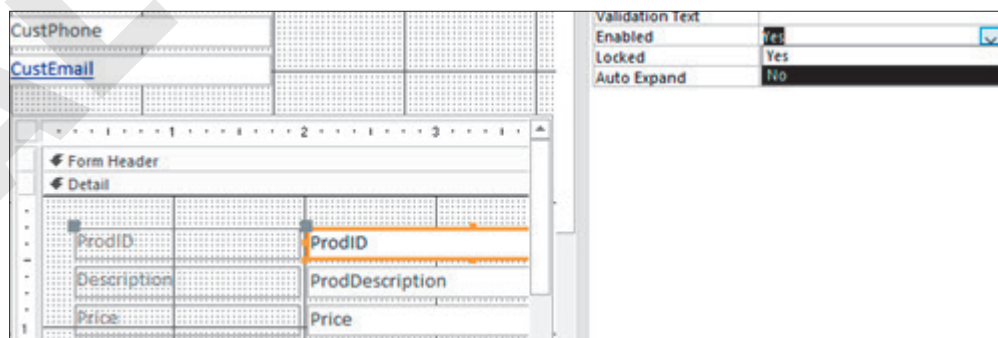 CustPhone
CustEmail
1 2 3
Form Header
Detail
ProdID ProdID
Description ProdDescription
Price Price
1
Validation Text
Enabled Yes
Locked Yes
Auto Expand No